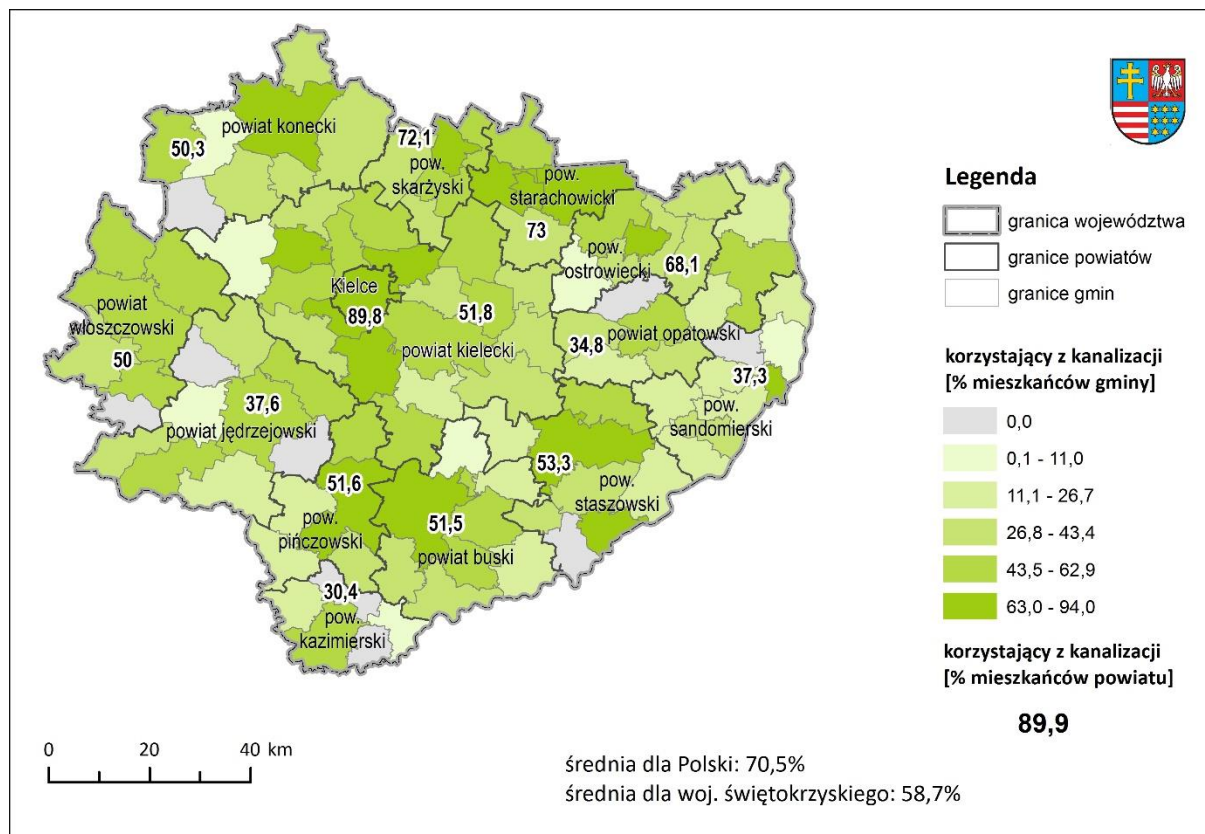 powiat konecki
50,3
72,1
pow.
skarżyski
pow.
starachowicki
73
pow.
ostrowiecki
68,1
Kielce
89,8
51,8
powiat kielecki
powiat
włoszczowski
50
34,8
powiat opatowski
37,3
pow.
sandomierski
37,6
powiat jędrzejowski
53,3
pow.
staszowski
51,6
pow.
pińczowski
51,5
powiat buski
30,4
pow.
kazimierski
Legenda
granica województwa
granice powiatów
granice gmin
korzystający z kanalizacji
[% mieszkańców gminy]
0,0
0,1 - 11,0
11,1 - 26,7
26,8 - 43,4
43,5 - 62,9
63,0 - 94,0
korzystający z kanalizacji
[% mieszkańców powiatu]
89,9
0 20 40 km
średnia dla Polski: 70,5%
średnia dla woj. świętokrzyskiego: 58,7%